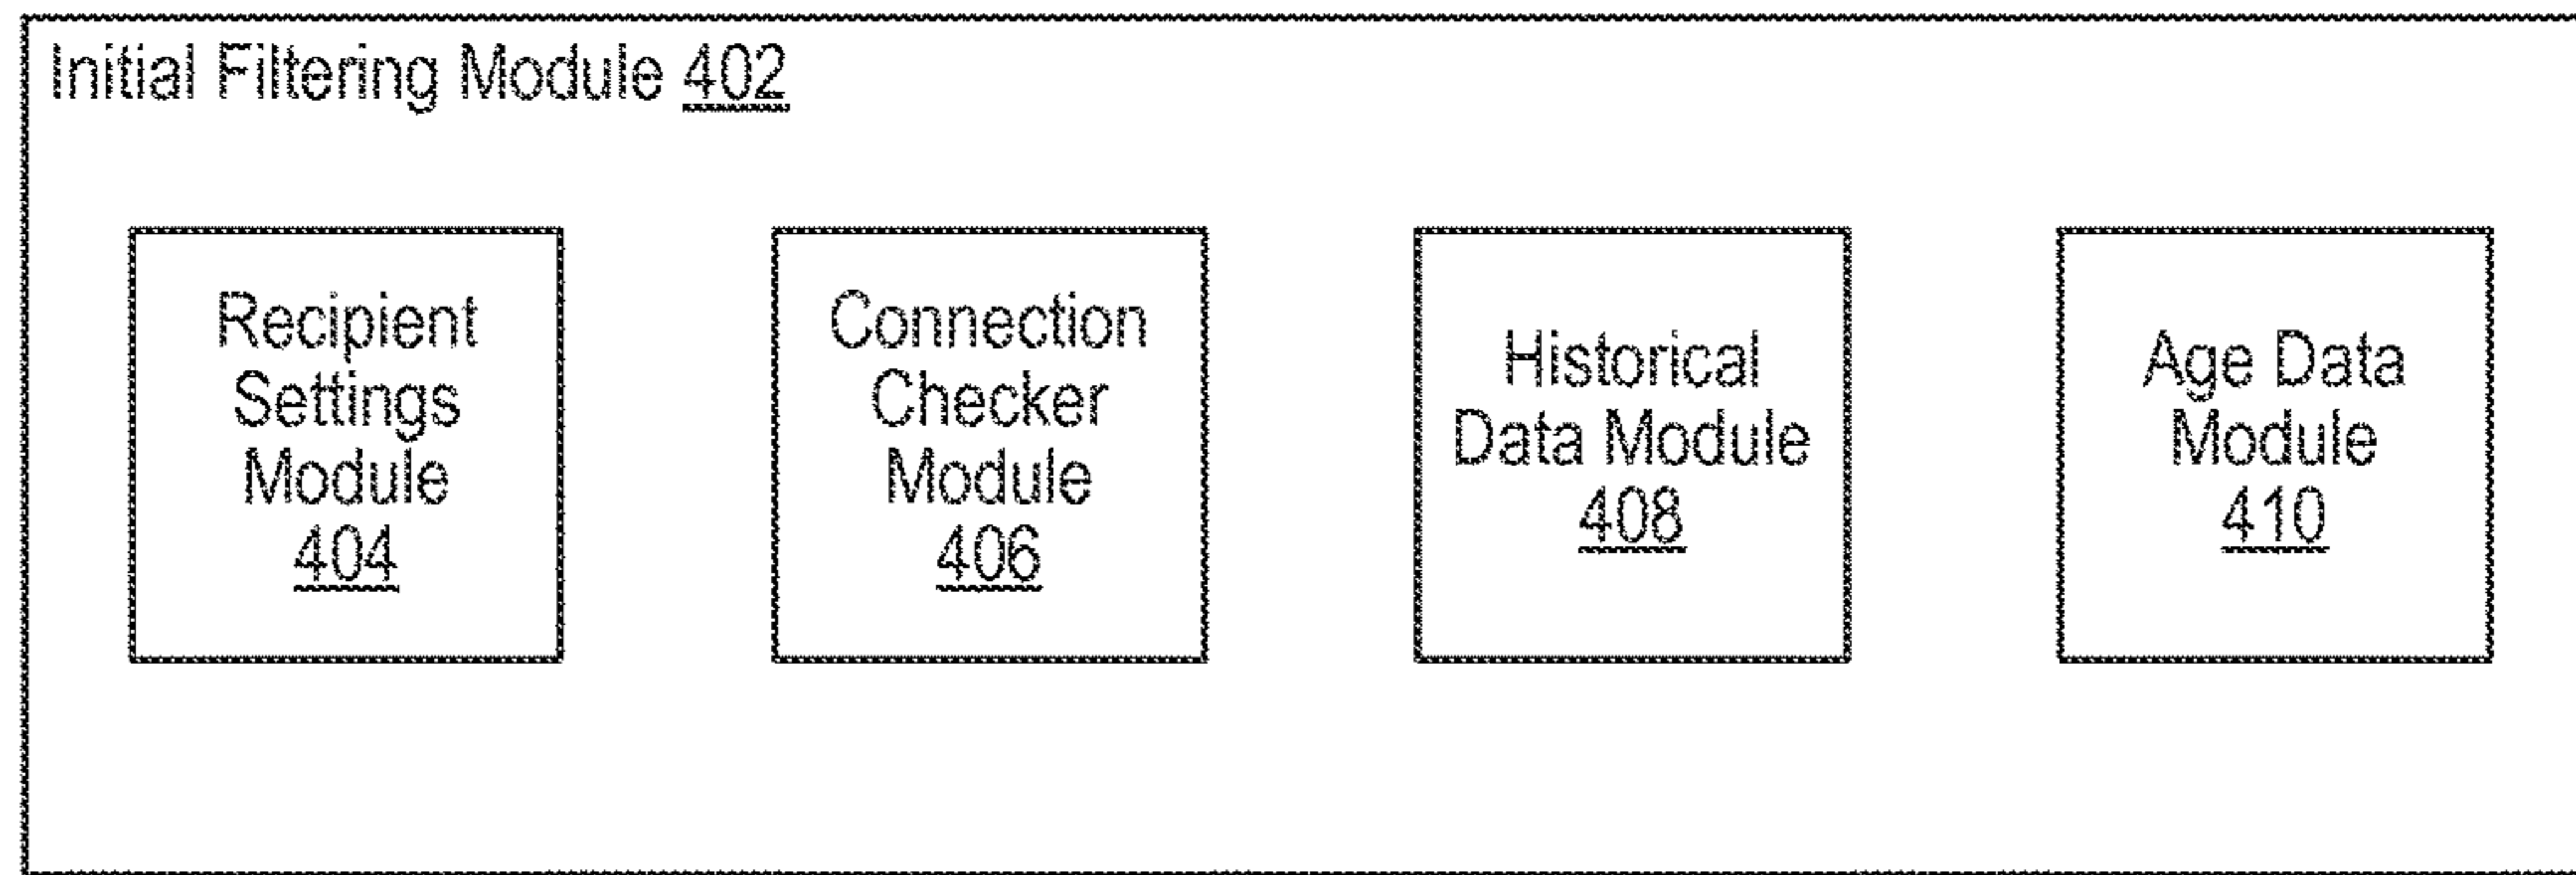 Initial Filtering Module 402
Recipient
Settings
Module
404
Connection
Checker
Module
406
Historical
Data Module
408
Age Data
Module
410